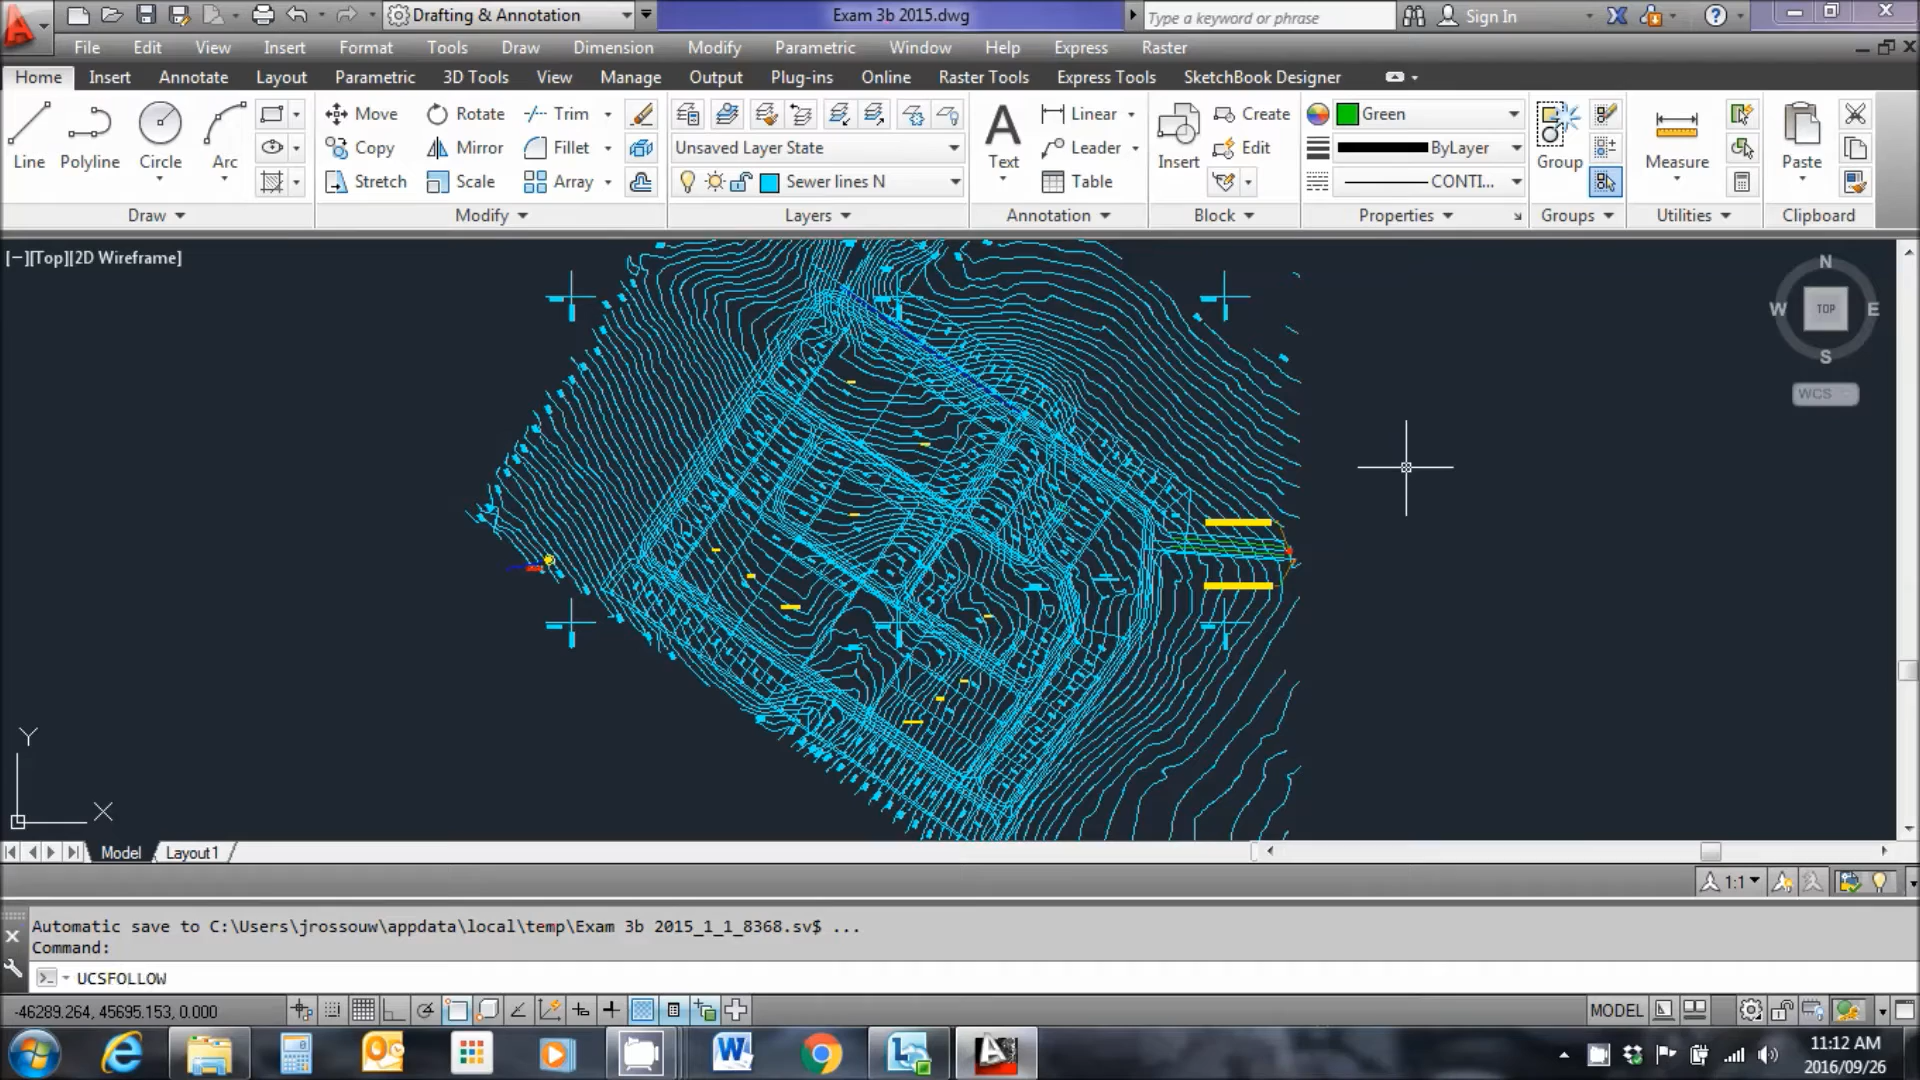 Drafting & Annotation
Exam 3b 2015.dwg
Type a keyword or phrase
Sign In
File Edit View Insert Format Tools Draw Dimension Modify Parametric Window Help Express Raster
Home Insert Annotate Layout Parametric 3D Tools View Manage Output Plug-ins Online Raster Tools Express Tools SketchBook Designer
Line Polyline Circle Arc
Move Rotate Trim
Copy Mirror Fillet
Stretch Scale Array
Unsaved Layer State
Sewer lines N
Text
Linear
Leader
Table
Insert
Create
Edit
Green
ByLayer
CONTI...
Group
Measure
Paste
Draw Modify Layers Annotation Block Properties Groups Utilities Clipboard
[−][Top][2D Wireframe]
N
W TOP E
S
WCS
Y
X
Model Layout1
1:1
Automatic save to C:\Users\jrossouw\appdata\local\temp\Exam 3b 2015_1_1_8368.sv$ ...
Command:
UCSFOLLOW
-46289.264, 45695.153, 0.000
MODEL
11:12 AM
2016/09/26